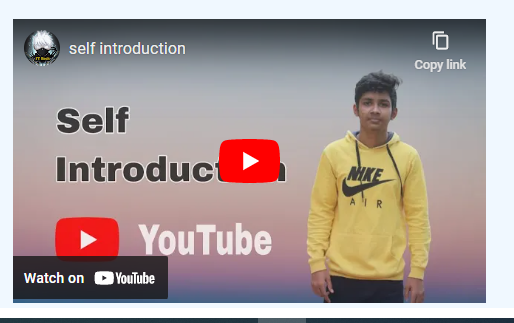 self introduction
Copy link
Self
Introduct n
YouTube
NIKE
AIR
Watch on YouTube